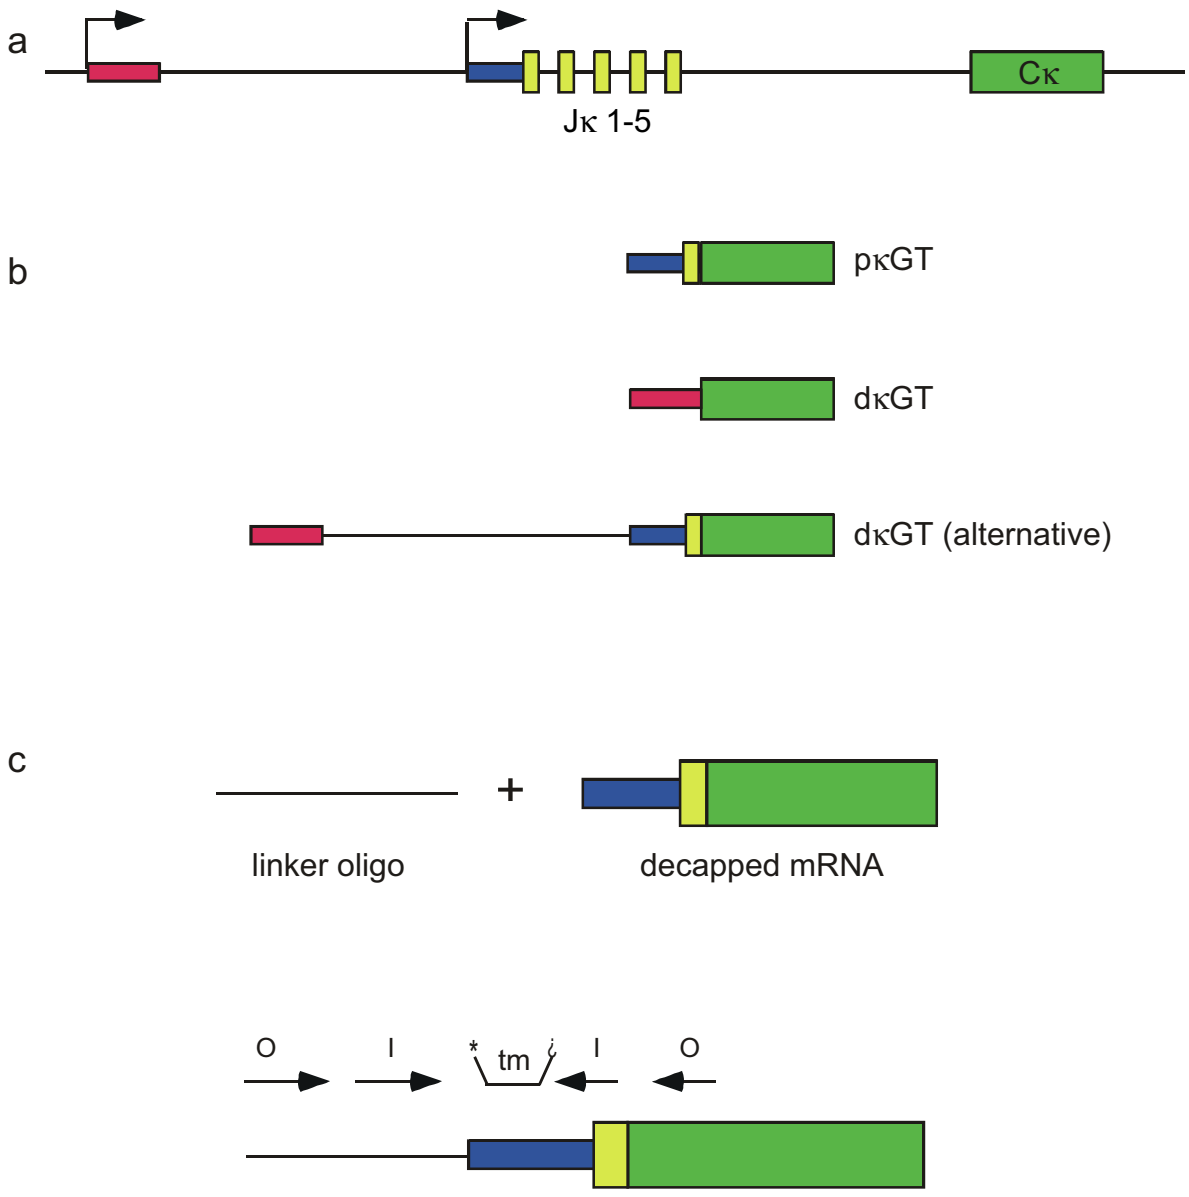 a
Cκ
Jκ 1-5
b
pκGT
dκGT
dκGT (alternative)
c
+
linker oligo
decapped mRNA
O I * tm ¿ I O